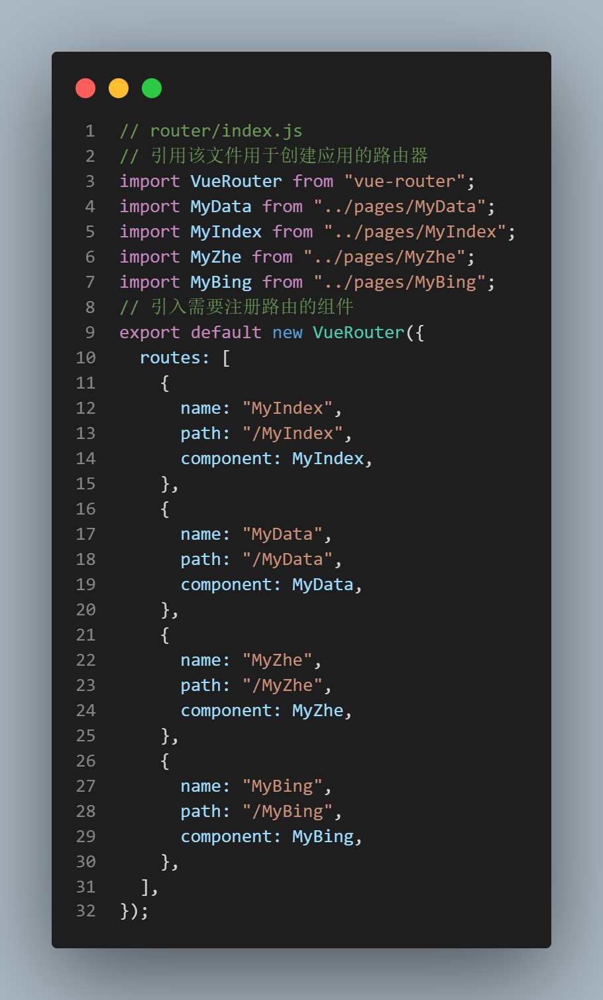 1 // router/index.js
2 // 引用该文件用于创建应用的路由器
3 import VueRouter from "vue-router";
4 import MyData from "../pages/MyData";
5 import MyIndex from "../pages/MyIndex";
6 import MyZhe from "../pages/MyZhe";
7 import MyBing from "../pages/MyBing";
8 // 引入需要注册路由的组件
9 export default new VueRouter({
10   routes: [
11     {
12       name: "MyIndex",
13       path: "/MyIndex",
14       component: MyIndex,
15     },
16     {
17       name: "MyData",
18       path: "/MyData",
19       component: MyData,
20     },
21     {
22       name: "MyZhe",
23       path: "/MyZhe",
24       component: MyZhe,
25     },
26     {
27       name: "MyBing",
28       path: "/MyBing",
29       component: MyBing,
30     },
31   ],
32 });